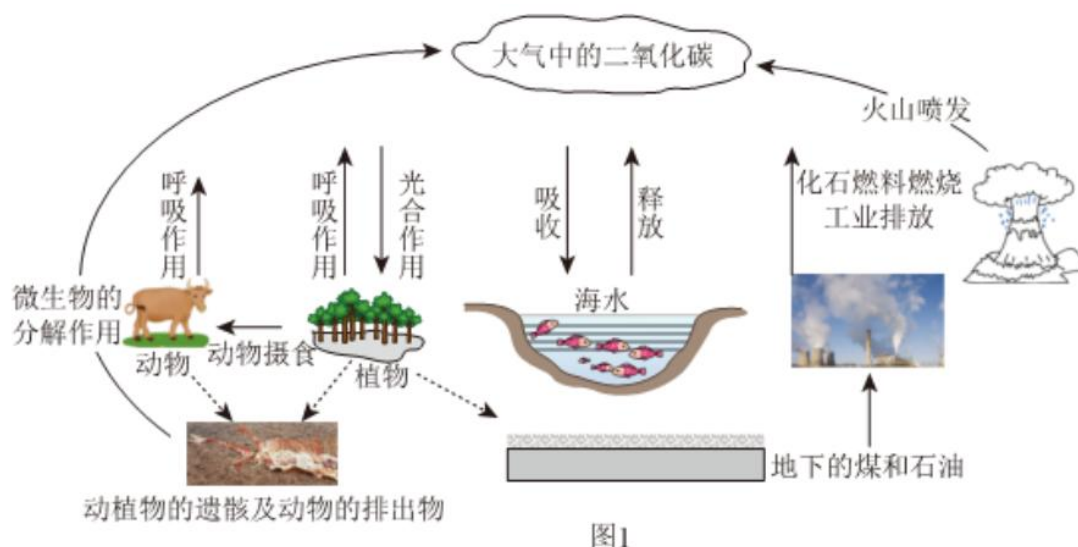 大气中的二氧化碳
火山喷发
呼吸作用
呼吸作用
光合作用
吸收
释放
化石燃料燃烧
工业排放
微生物的
分解作用
海水
动物
动物摄食
植物
地下的煤和石油
动植物的遗骸及动物的排出物
图1